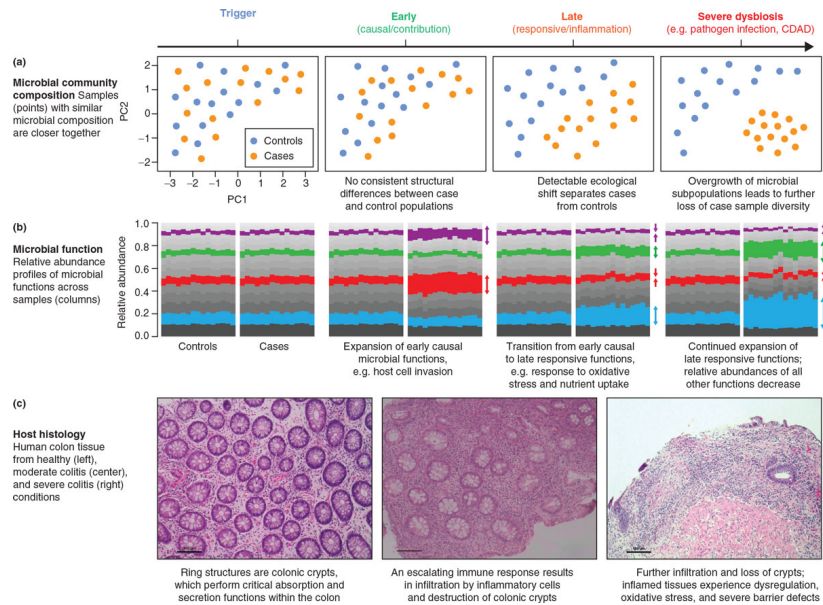 Trigger
Early
(causal/contribution)
Late
(responsive/inflammation)
Severe dysbiosis
(e.g. pathogen infection, CDAD)
(a)
Microbial community
composition Samples
(points) with similar
microbial composition
are closer together
PC2
2
1
0
−1
−2
−3 −2 −1 0 1 2 3
PC1
Controls
Cases
No consistent structural
differences between case
and control populations
Detectable ecological
shift separates cases
from controls
Overgrowth of microbial
subpopulations leads to further
loss of case sample diversity
(b)
Microbial function
Relative abundance
profiles of microbial
functions across
samples (columns)
Relative abundance
1.0
0.8
0.6
0.4
0.2
0.0
Controls
Cases
Expansion of early causal
microbial functions,
e.g. host cell invasion
Transition from early causal
to late responsive functions,
e.g. response to oxidative
stress and nutrient uptake
Continued expansion of
late responsive functions;
relative abundances of all
other functions decrease
(c)
Host histology
Human colon tissue
from healthy (left),
moderate colitis (center),
and severe colitis (right)
conditions
Ring structures are colonic crypts,
which perform critical absorption and
secretion functions within the colon
An escalating immune response results
in infiltration by inflammatory cells
and destruction of colonic crypts
Further infiltration and loss of crypts;
inflamed tissues experience dysregulation,
oxidative stress, and severe barrier defects